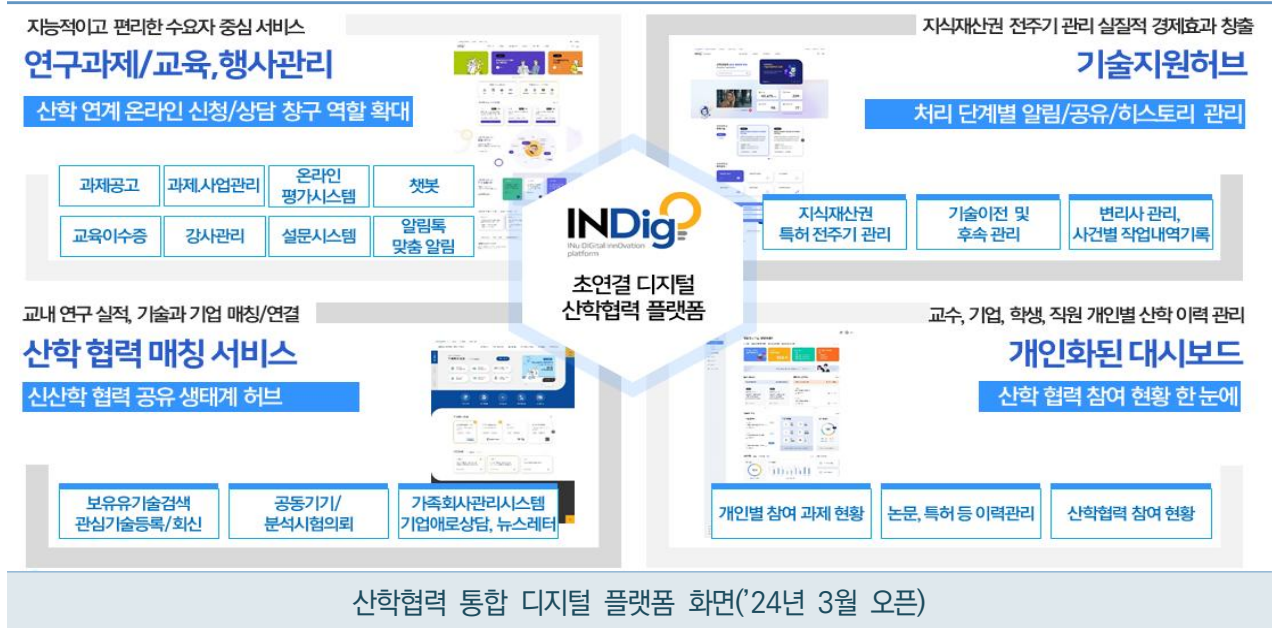 지능적이고 편리한 수요자 중심 서비스
연구과제/교육,행사관리
산학 연계 온라인 신청/상담 창구 역할 확대
과제공고
과제.사업관리
온라인
평가시스템
챗봇
교육이수증
강사관리
설문시스템
알림톡
맞춤 알림
지식재산권 전주기 관리 실질적 경제효과 창출
기술지원허브
처리 단계별 알림/공유/히스토리 관리
지식재산권
특허 전주기 관리
기술이전 및
후속 관리
변리사 관리,
사건별 작업내역기록
INDig
INu DiGital innOvation
platform
초연결 디지털
산학협력 플랫폼
교내 연구 실적, 기술과 기업 매칭/연결
산학 협력 매칭 서비스
신산학 협력 공유 생태계 허브
보유유기술검색
관심기술등록/회신
공동기기/
분석시험의뢰
가족회사관리시스템
기업애로상담, 뉴스레터
교수, 기업, 학생, 직원 개인별 산학 이력 관리
개인화된 대시보드
산학 협력 참여 현황 한 눈에
개인별 참여 과제 현황
논문, 특허 등 이력관리
산학협력 참여 현황
산학협력 통합 디지털 플랫폼 화면(’24년 3월 오픈)